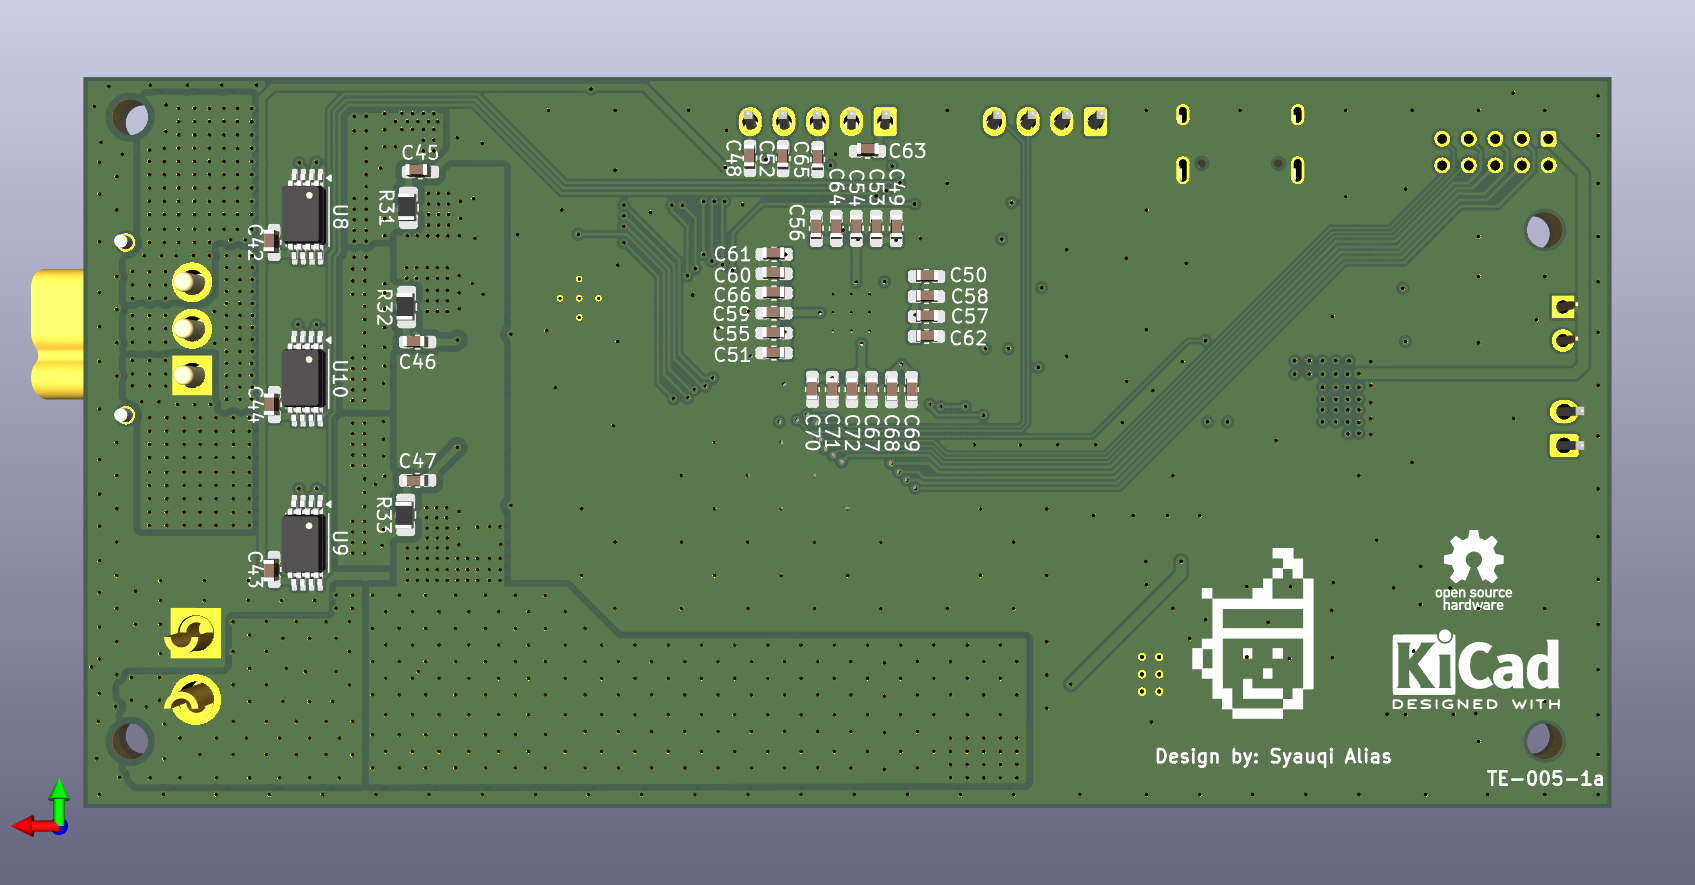 C45
C48
C52
C65
C63
R31
U8
C42
C64
C54
C53
C49
C56
C61
C60
C66
C59
C55
C51
C50
C58
C57
C62
R32
C46
U10
C44
C70
C71
C72
C67
C68
C69
C47
R33
U9
C43
open source
hardware
KiCad
DESIGNED WITH
Design by: Syauqi Alias
TE-005-1a